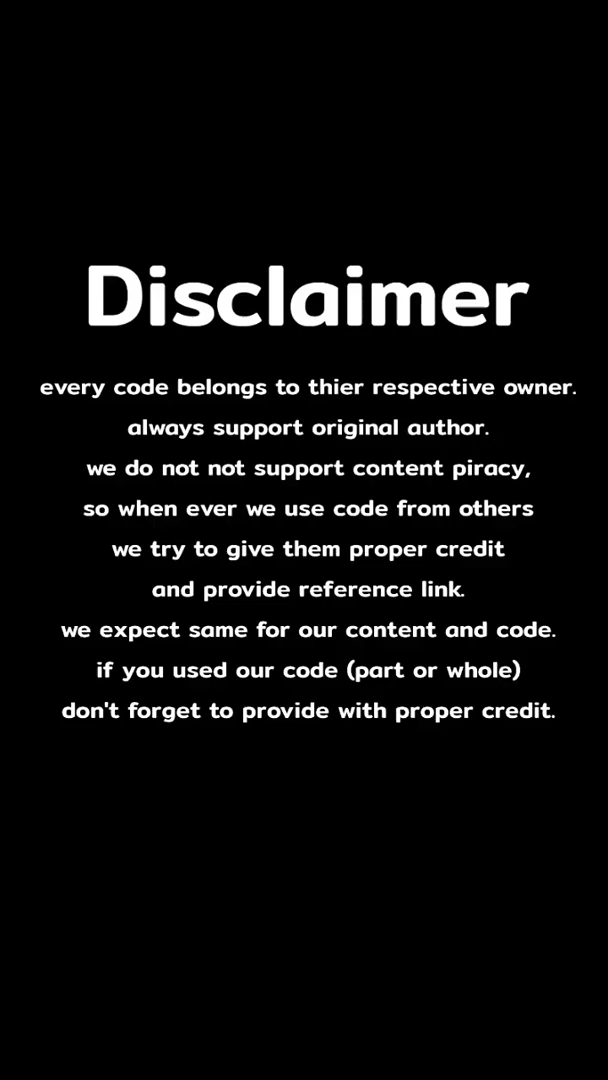 Disclaimer
every code belongs to thier respective owner.
always support original author.
we do not not support content piracy,
so when ever we use code from others
we try to give them proper credit
and provide reference link.
we expect same for our content and code.
if you used our code (part or whole)
don't forget to provide with proper credit.